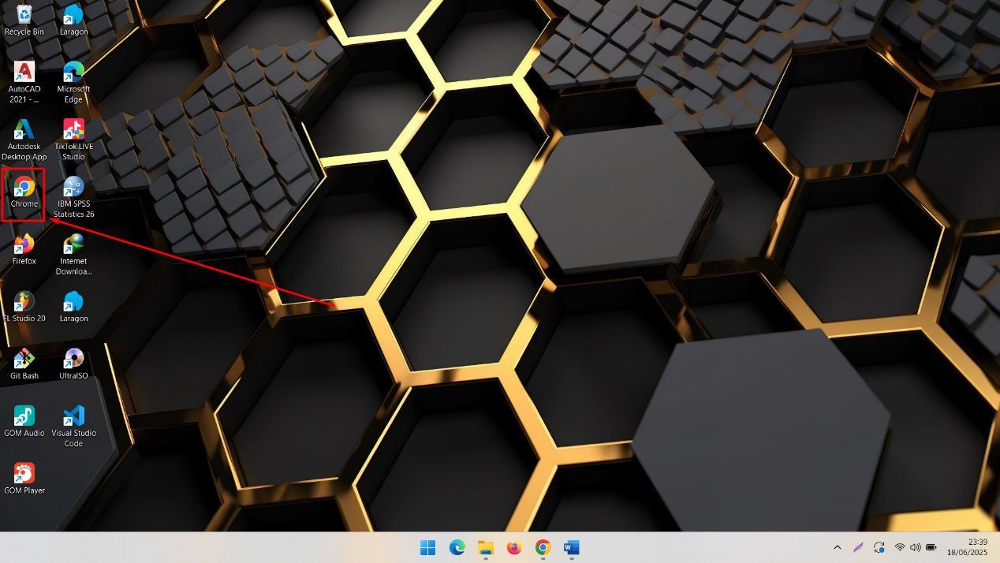 Recycle Bin
Laragon
AutoCAD
2021 - ...
Microsoft
Edge
Autodesk
Desktop App
TikTok LIVE
Studio
Chrome
IBM SPSS
Statistics 26
Firefox
Internet
Downloa...
FL Studio 20
Laragon
Git Bash
UltraISO
GOM Audio
Visual Studio
Code
GOM Player
23:39
18/06/2025